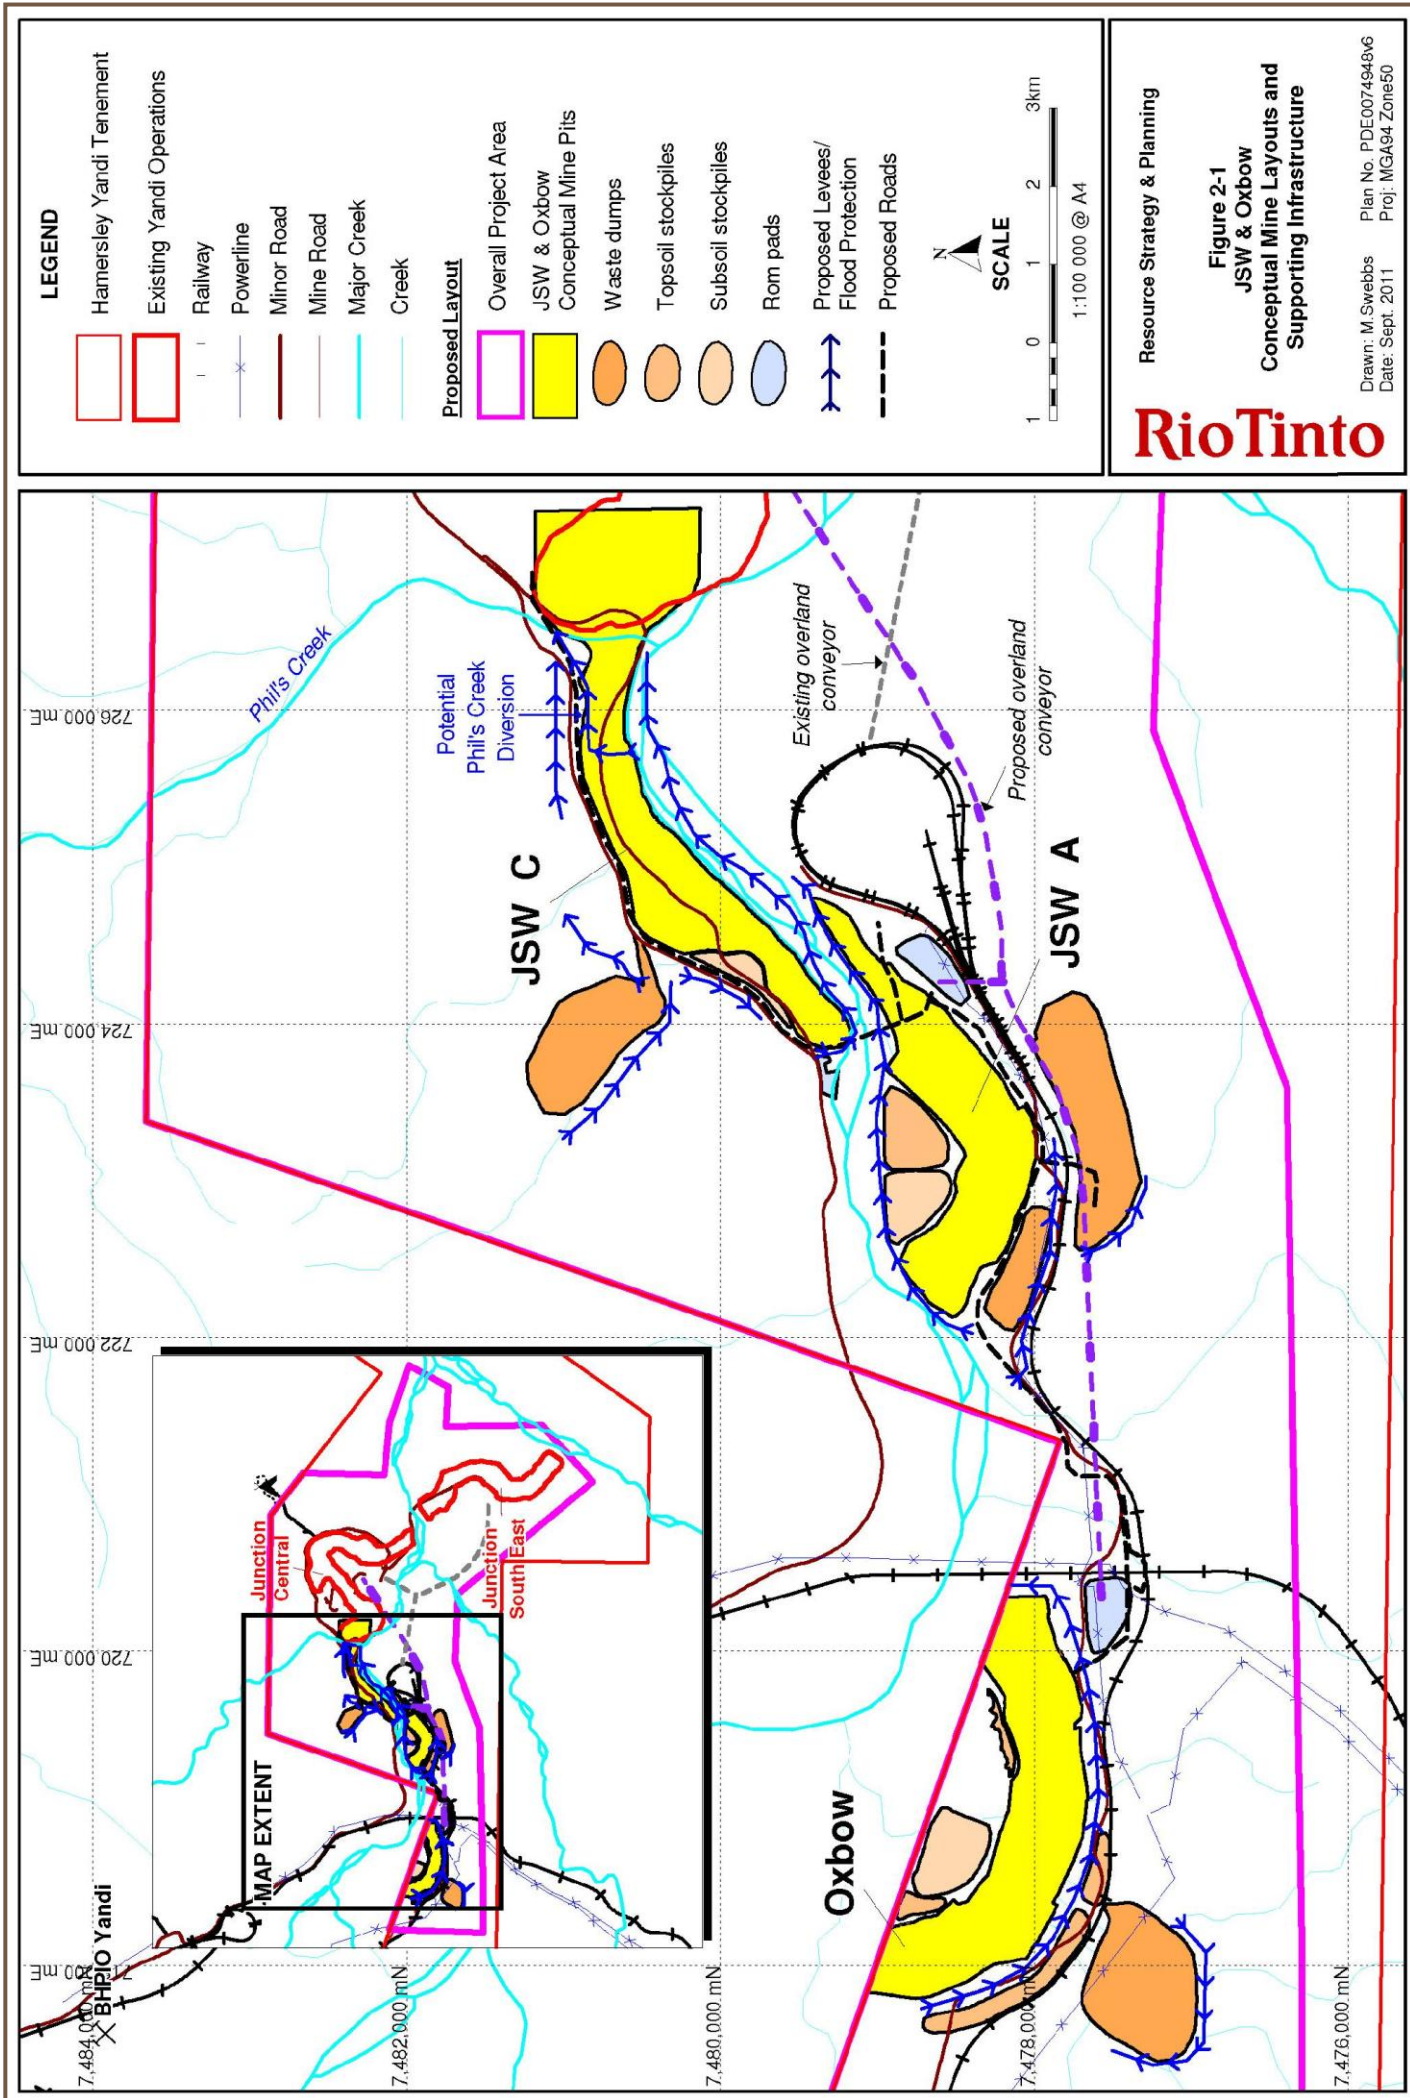 LEGEND
Hamersley Yandi Tenement
Existing Yandi Operations
Railway
Powerline
Minor Road
Mine Road
Major Creek
Creek
Proposed Layout
Overall Project Area
JSW & Oxbow
Conceptual Mine Pits
Waste dumps
Topsoil stockpiles
Subsoil stockpiles
Rom pads
Proposed Levees/
Flood Protection
Proposed Roads
N
SCALE
1 0 1 2 3km
1:100 000 @ A4
Resource Strategy & Planning
Figure 2-1
JSW & Oxbow
Conceptual Mine Layouts and
Supporting Infrastructure
RioTinto
Drawn: M.Swebbs
Plan No. PDE0074948v6
Date: Sept. 2011
Proj: MGA94 Zone50
BHPIO Yandi
MAP EXTENT
Junction
Central
Junction
South East
Phil's Creek
Potential
Phil's Creek
Diversion
JSW C
Existing overland
conveyor
Proposed overland
conveyor
JSW A
Oxbow
720 000 mE
722 000 mE
724 000 mE
726 000 mE
7,484,000 mN
7,482,000 mN
7,480,000 mN
7,478,000 mN
7,476,000 mN